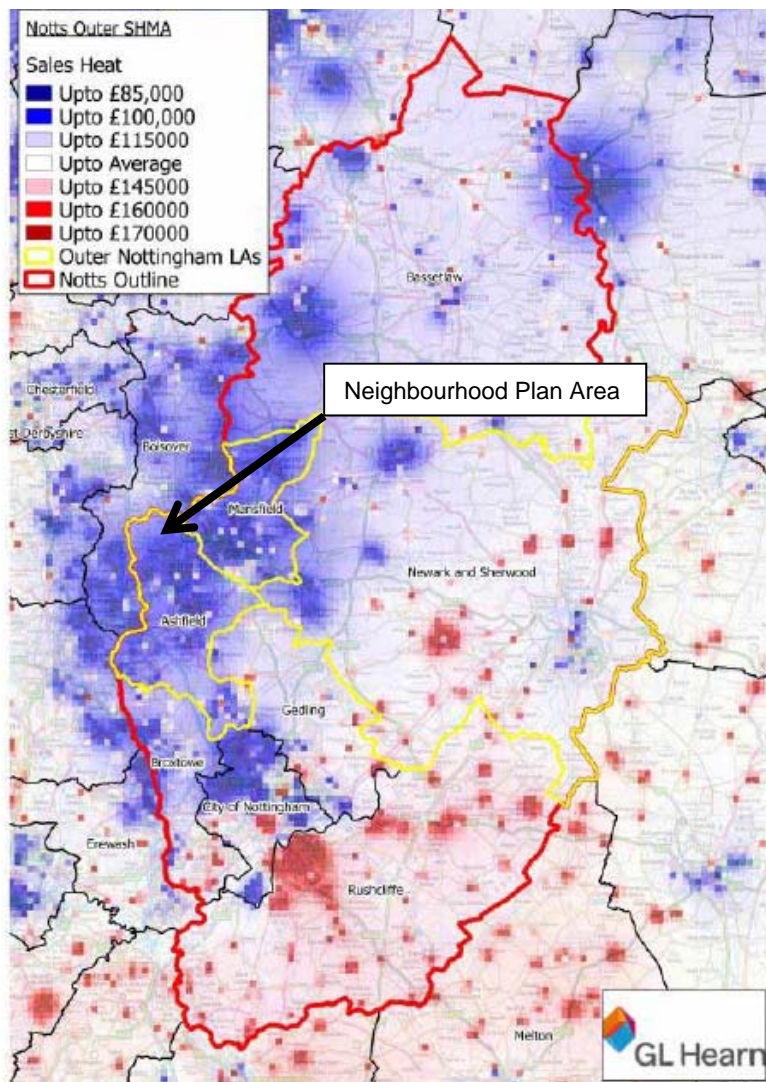 Notts Outer SHMA
Sales Heat
Upto £85,000
Upto £100,000
Upto £115000
Upto Average
Upto £145000
Upto £160000
Upto £170000
Outer Nottingham LAs
Notts Outline
Bassetlaw
Neighbourhood Plan Area
Chesterfield
Derbyshire
Bolsover
Mansfield
Newark and Sherwood
Ashfield
Gedling
Broxtowe
City of Nottingham
Erewash
Rushcliffe
Melton
GL Hearn